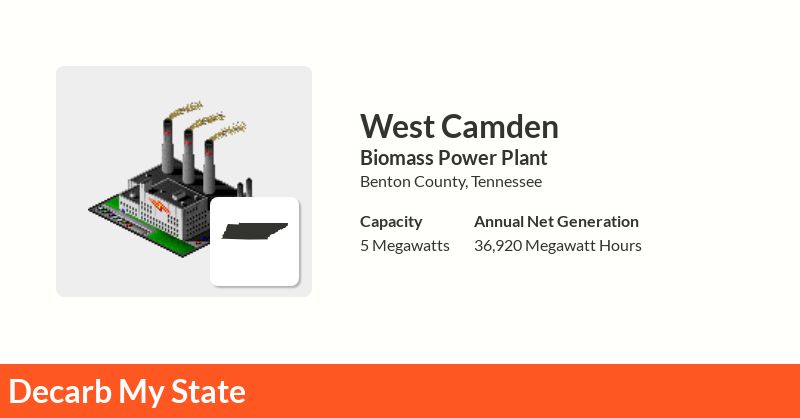 West Camden
Biomass Power Plant
Benton County, Tennessee
Capacity Annual Net Generation
5 Megawatts 36,920 Megawatt Hours
Decarb My State